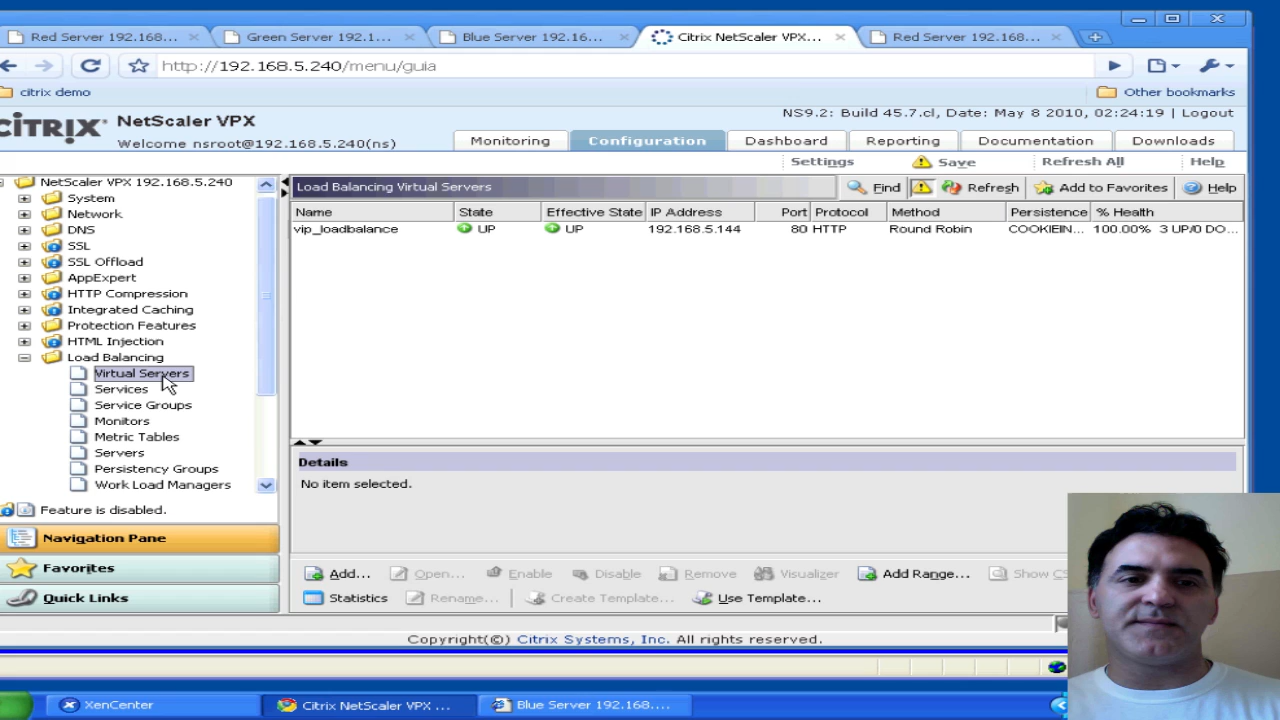 Red Server 192.168...
Green Server 192.1...
Blue Server 192.16...
Citrix NetScaler VPX...
Red Server 192.168...
http://192.168.5.240/menu/guia
citrix demo
Other bookmarks
CITRIX NetScaler VPX
NS9.2: Build 45.7.cl, Date: May 8 2010, 02:24:19 | Logout
Welcome nsroot@192.168.5.240(ns)
Monitoring
Configuration
Dashboard
Reporting
Documentation
Downloads
Settings
Save
Refresh All
Help
NetScaler VPX 192.168.5.240
System
Network
DNS
SSL
SSL Offload
AppExpert
HTTP Compression
Integrated Caching
Protection Features
HTML Injection
Load Balancing
Virtual Servers
Services
Service Groups
Monitors
Metric Tables
Servers
Persistency Groups
Work Load Managers
Feature is disabled.
Navigation Pane
Favorites
Quick Links
Load Balancing Virtual Servers
Find
Refresh
Add to Favorites
Help
Name State Effective State IP Address Port Protocol Method Persistence % Health
vip_loadbalance UP UP 192.168.5.144 80 HTTP Round Robin COOKIEIN... 100.00% 3 UP/0 DO...
Details
No item selected.
Add... Open... Enable Disable Remove Visualizer Add Range... Show CS
Statistics Rename... Create Template... Use Template...
Copyright(©) Citrix Systems, Inc. All rights reserved.
XenCenter
Citrix NetScaler VPX ...
Blue Server 192.168....